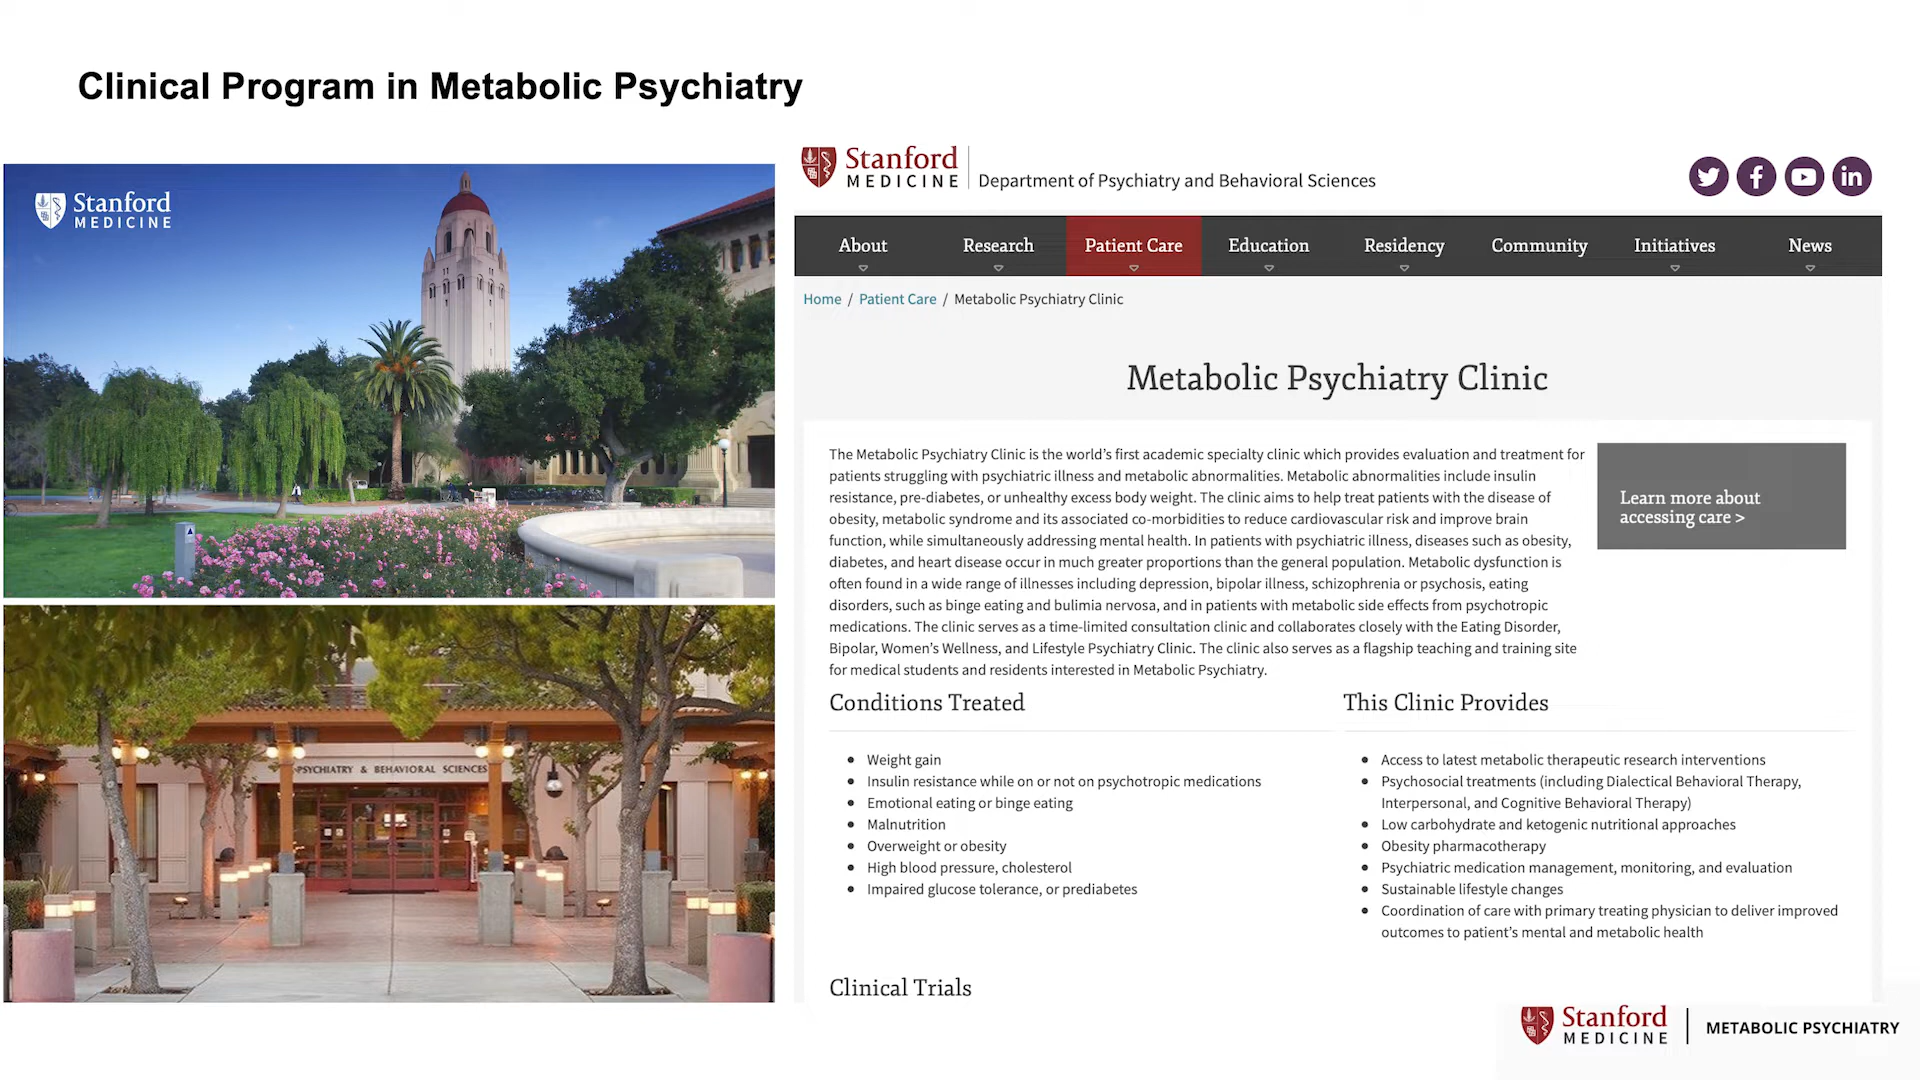 Clinical Program in Metabolic Psychiatry
Stanford
MEDICINE
PSYCHIATRY & BEHAVIORAL SCIENCES
Stanford
MEDICINE
Department of Psychiatry and Behavioral Sciences
About
Research
Patient Care
Education
Residency
Community
Initiatives
News
Home / Patient Care / Metabolic Psychiatry Clinic
Metabolic Psychiatry Clinic
The Metabolic Psychiatry Clinic is the world's first academic specialty clinic which provides evaluation and treatment for
patients struggling with psychiatric illness and metabolic abnormalities. Metabolic abnormalities include insulin
resistance, pre-diabetes, or unhealthy excess body weight. The clinic aims to help treat patients with the disease of
obesity, metabolic syndrome and its associated co-morbidities to reduce cardiovascular risk and improve brain
function, while simultaneously addressing mental health. In patients with psychiatric illness, diseases such as obesity,
diabetes, and heart disease occur in much greater proportions than the general population. Metabolic dysfunction is
often found in a wide range of illnesses including depression, bipolar illness, schizophrenia or psychosis, eating
disorders, such as binge eating and bulimia nervosa, and in patients with metabolic side effects from psychotropic
medications. The clinic serves as a time-limited consultation clinic and collaborates closely with the Eating Disorder,
Bipolar, Women's Wellness, and Lifestyle Psychiatry Clinic. The clinic also serves as a flagship teaching and training site
for medical students and residents interested in Metabolic Psychiatry.
Learn more about
accessing care >
Conditions Treated
• Weight gain
• Insulin resistance while on or not on psychotropic medications
• Emotional eating or binge eating
• Malnutrition
• Overweight or obesity
• High blood pressure, cholesterol
• Impaired glucose tolerance, or prediabetes
This Clinic Provides
• Access to latest metabolic therapeutic research interventions
• Psychosocial treatments (including Dialectical Behavioral Therapy,
Interpersonal, and Cognitive Behavioral Therapy)
• Low carbohydrate and ketogenic nutritional approaches
• Obesity pharmacotherapy
• Psychiatric medication management, monitoring, and evaluation
• Sustainable lifestyle changes
• Coordination of care with primary treating physician to deliver improved
outcomes to patient's mental and metabolic health
Clinical Trials
Stanford
MEDICINE
METABOLIC PSYCHIATRY